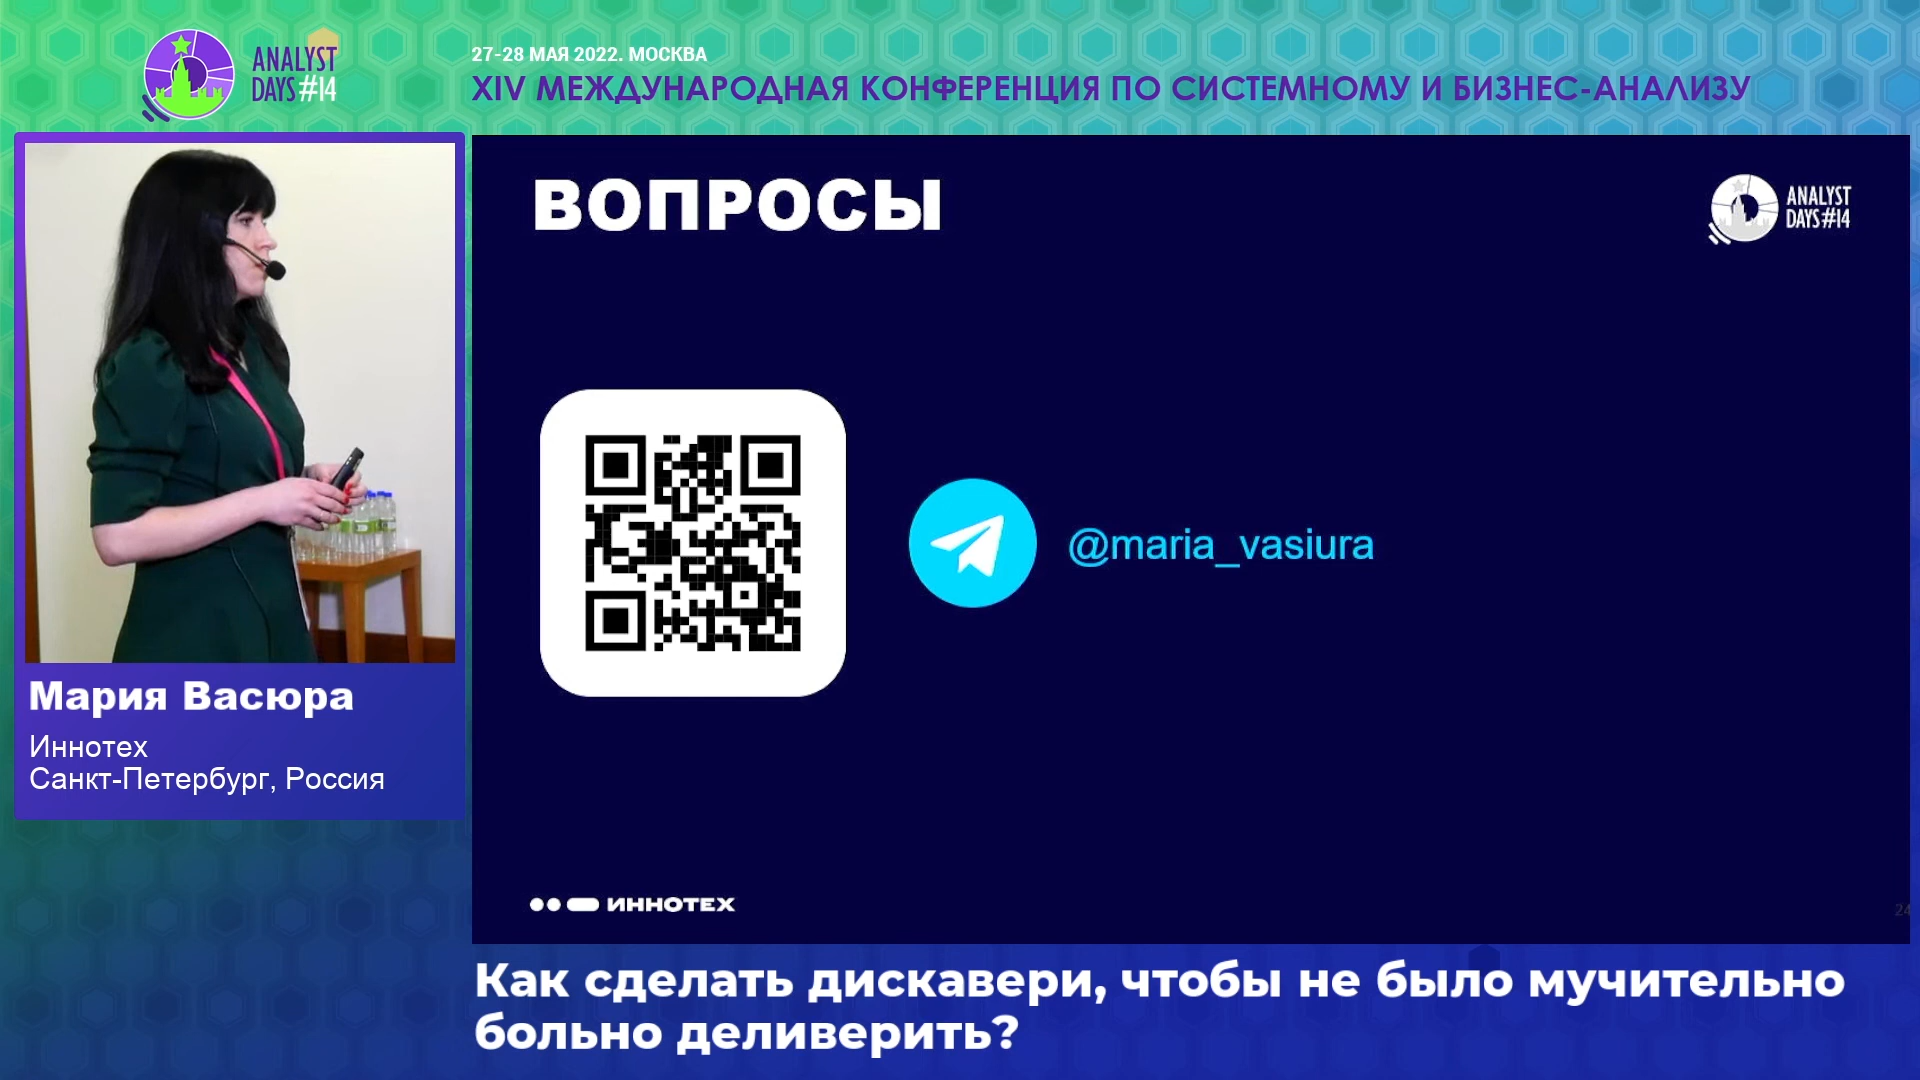 ANALYST
DAYS#14
27-28 МАЯ 2022. МОСКВА
XIV МЕЖДУНАРОДНАЯ КОНФЕРЕНЦИЯ ПО СИСТЕМНОМУ И БИЗНЕС-АНАЛИЗУ
ВОПРОСЫ
ANALYST
DAYS#14
@maria_vasiura
ИННОТЕХ
24
Мария Васюра
Иннотех
Санкт-Петербург, Россия
Как сделать дискавери, чтобы не было мучительно
больно деливерить?